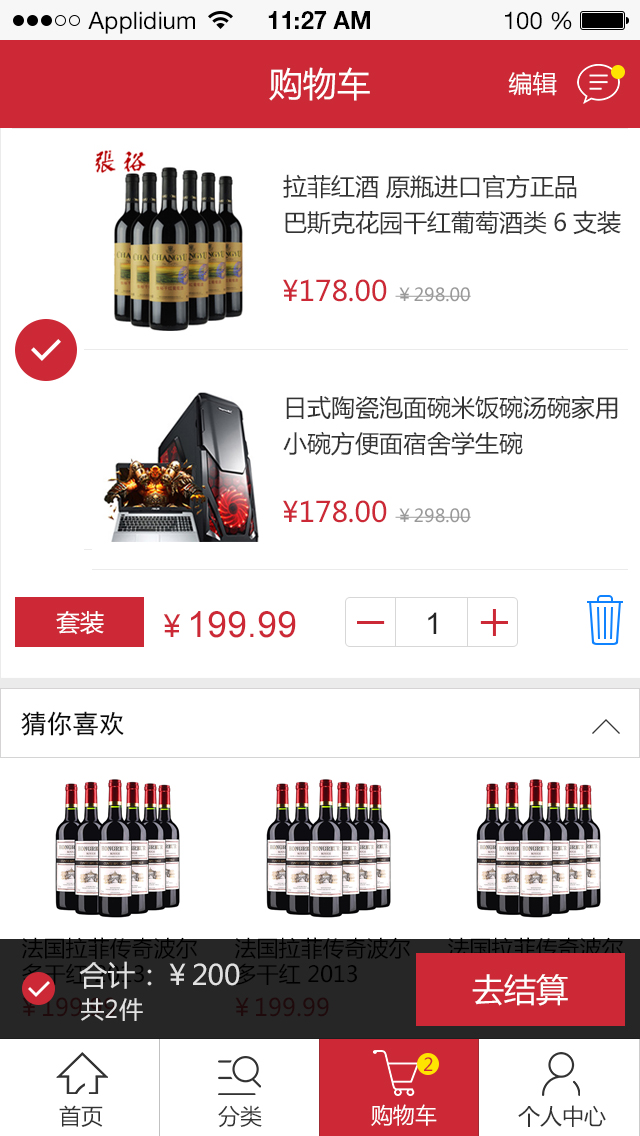 Applidium 11:27 AM 100 %
购物车 编辑
張裕
CHANGYU
拉菲红酒 原瓶进口官方正品
巴斯克花园干红葡萄酒类 6 支装
¥178.00 ¥298.00
日式陶瓷泡面碗米饭碗汤碗家用
小碗方便面宿舍学生碗
¥178.00 ¥298.00
套装 ¥199.99 1
猜你喜欢
法国拉菲传奇波尔 法国拉菲传奇波尔 法国拉菲传奇波尔
多干红 2013 多干红 2013
¥199.99 ¥199.99
合计：¥200
共2件
去结算
2
首页 分类 购物车 个人中心